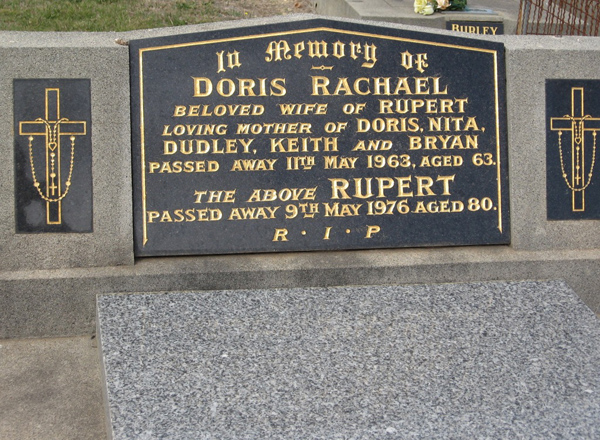 BURLEY
In Memory of
DORIS RACHAEL
BELOVED WIFE OF RUPERT
LOVING MOTHER OF DORIS, NITA,
DUDLEY, KEITH AND BRYAN
PASSED AWAY 11TH MAY 1963, AGED 63.
THE ABOVE RUPERT
PASSED AWAY 9TH MAY 1976 AGED 80.
R · I · P